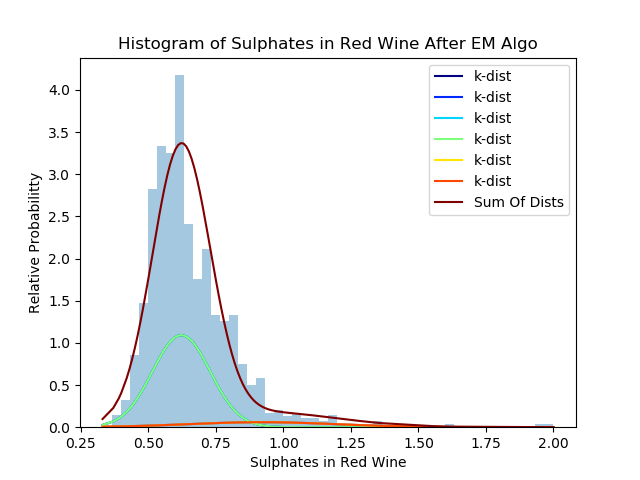 Histogram of Sulphates in Red Wine After EM Algo
k-dist
k-dist
k-dist
k-dist
k-dist
k-dist
Sum Of Dists
Relative Probabilitty
4.0
3.5
3.0
2.5
2.0
1.5
1.0
0.5
0.0
0.25 0.50 0.75 1.00 1.25 1.50 1.75 2.00
Sulphates in Red Wine